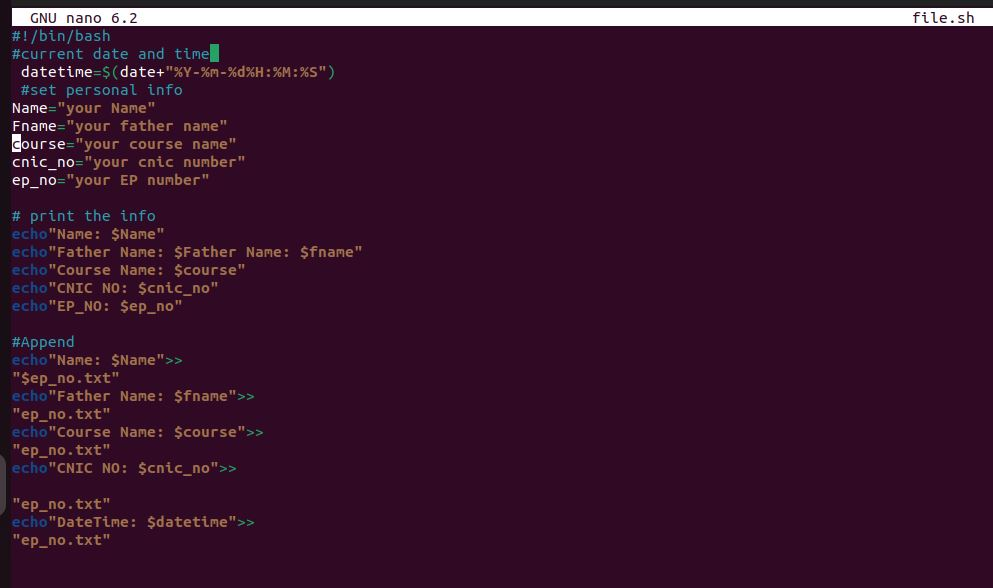 GNU nano 6.2 file.sh
#!/bin/bash
#current date and time
datetime=$(date+"%Y-%m-%d%H:%M:%S")
#set personal info
Name="your Name"
Fname="your father name"
course="your course name"
cnic_no="your cnic number"
ep_no="your EP number"
# print the info
echo"Name: $Name"
echo"Father Name: $Father Name: $fname"
echo"Course Name: $course"
echo"CNIC NO: $cnic_no"
echo"EP_NO: $ep_no"
#Append
echo"Name: $Name">>
"$ep_no.txt"
echo"Father Name: $fname">>
"ep_no.txt"
echo"Course Name: $course">>
"ep_no.txt"
echo"CNIC NO: $cnic_no">>
"ep_no.txt"
echo"DateTime: $datetime">>
"ep_no.txt"